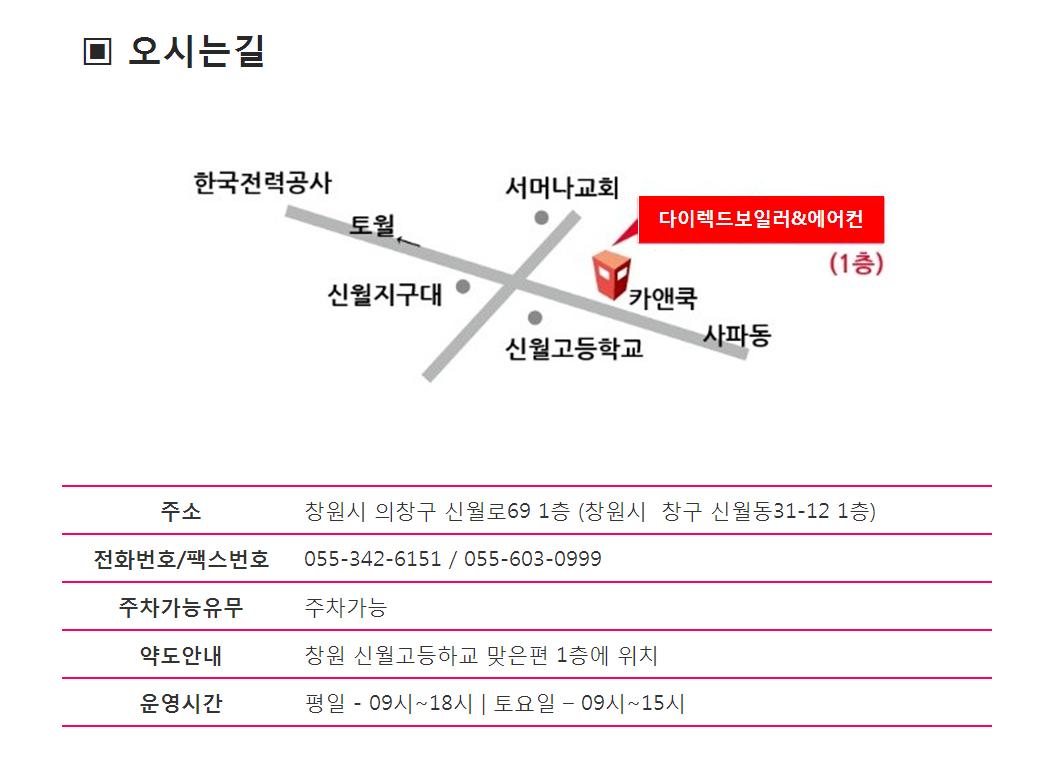 ▣ 오시는길
한국전력공사
서머나교회
다이렉드보일러&에어컨
토월
(1층)
신월지구대
카앤쿡
사파동
신월고등학교
주소 창원시 의창구 신월로69 1층 (창원시 창구 신월동31-12 1층)
전화번호/팩스번호 055-342-6151 / 055-603-0999
주차가능유무 주차가능
약도안내 창원 신월고등하교 맞은편 1층에 위치
운영시간 평일 - 09시~18시 | 토요일 – 09시~15시